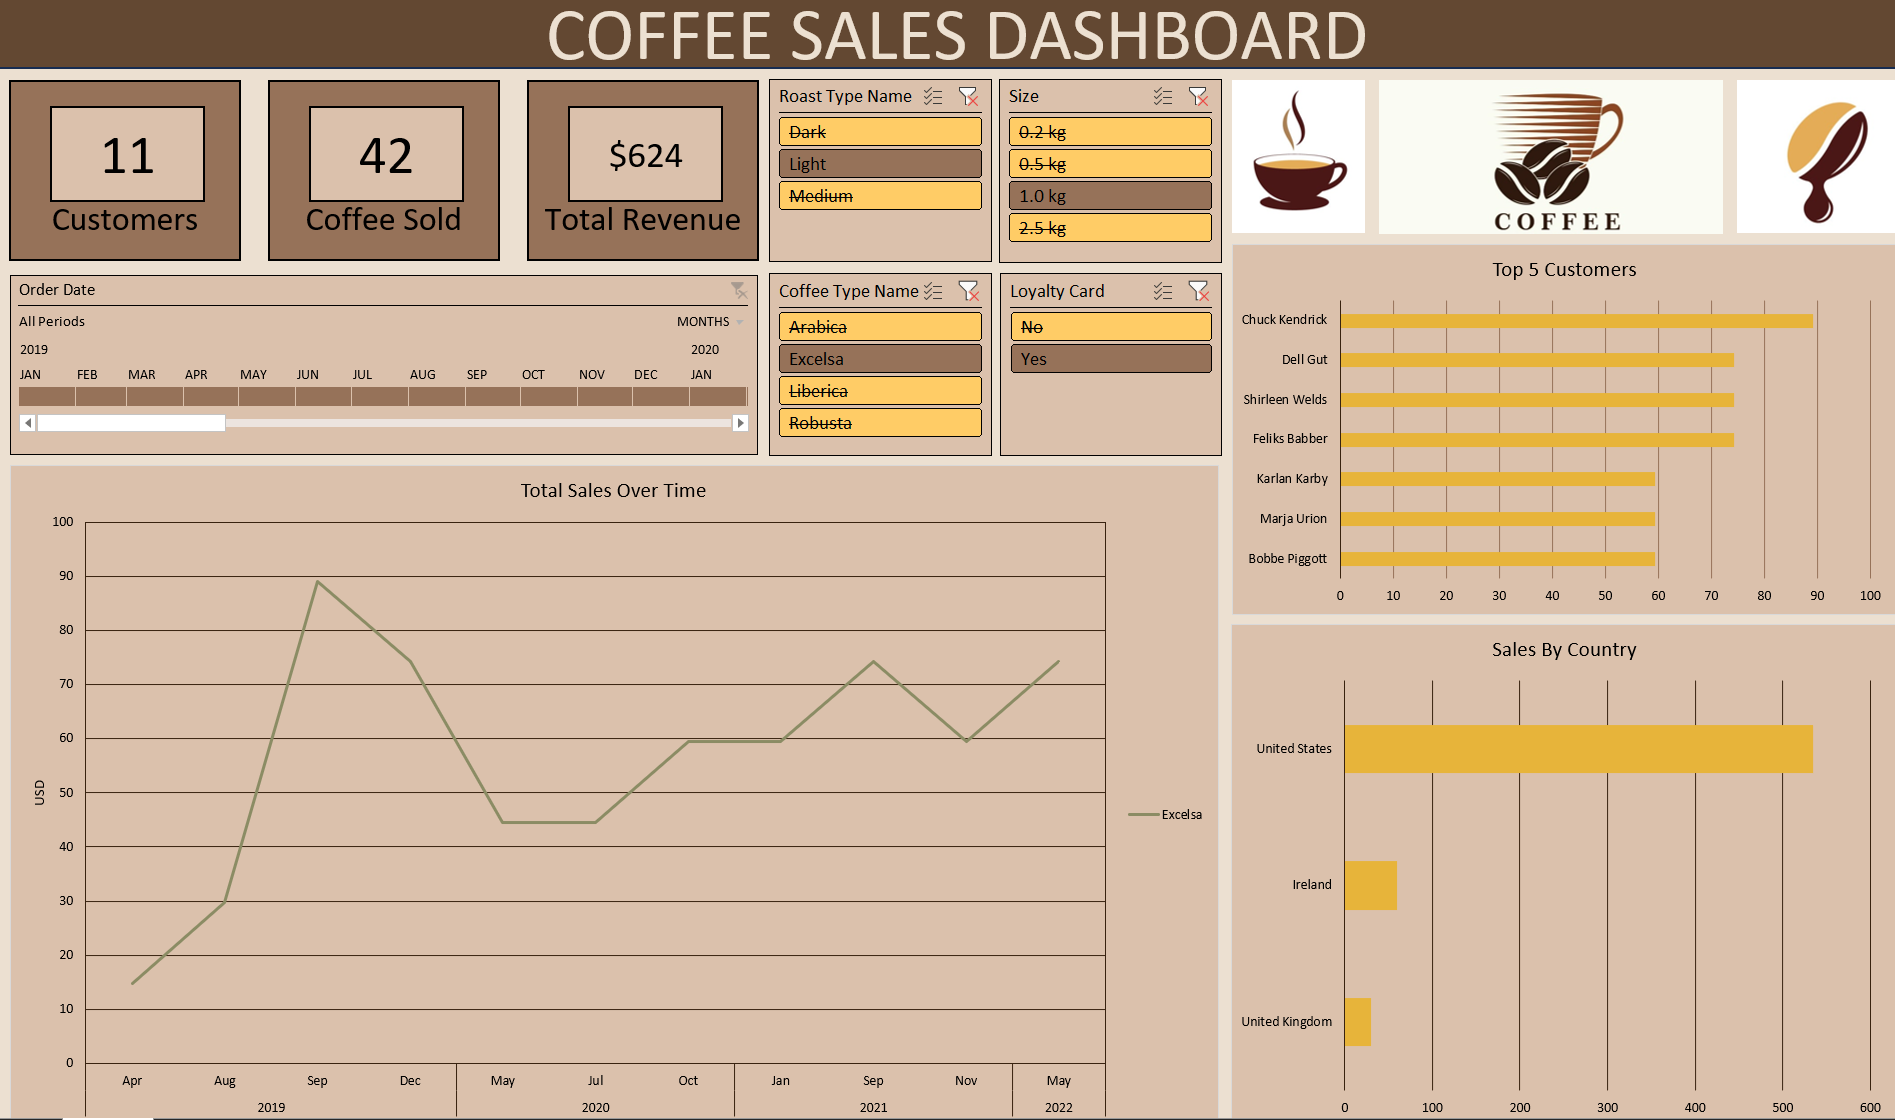 COFFEE SALES DASHBOARD
11
Customers
42
Coffee Sold
$624
Total Revenue
Roast Type Name
Dark
Light
Medium
Size
0.2 kg
0.5 kg
1.0 kg
2.5 kg
COFFEE
Order Date
All Periods
MONTHS
2019 2020
JAN FEB MAR APR MAY JUN JUL AUG SEP OCT NOV DEC JAN
Coffee Type Name
Arabica
Excelsa
Liberica
Robusta
Loyalty Card
No
Yes
Top 5 Customers
Chuck Kendrick
Dell Gut
Shirleen Welds
Feliks Babber
Karlan Karby
Marja Urion
Bobbe Piggott
0 10 20 30 40 50 60 70 80 90 100
Total Sales Over Time
100
90
80
70
60
50
40
30
20
10
0
USD
Excelsa
Apr Aug Sep Dec May Jul Oct Jan Sep Nov May
2019 2020 2021 2022
Sales By Country
United States
Ireland
United Kingdom
0 100 200 300 400 500 600